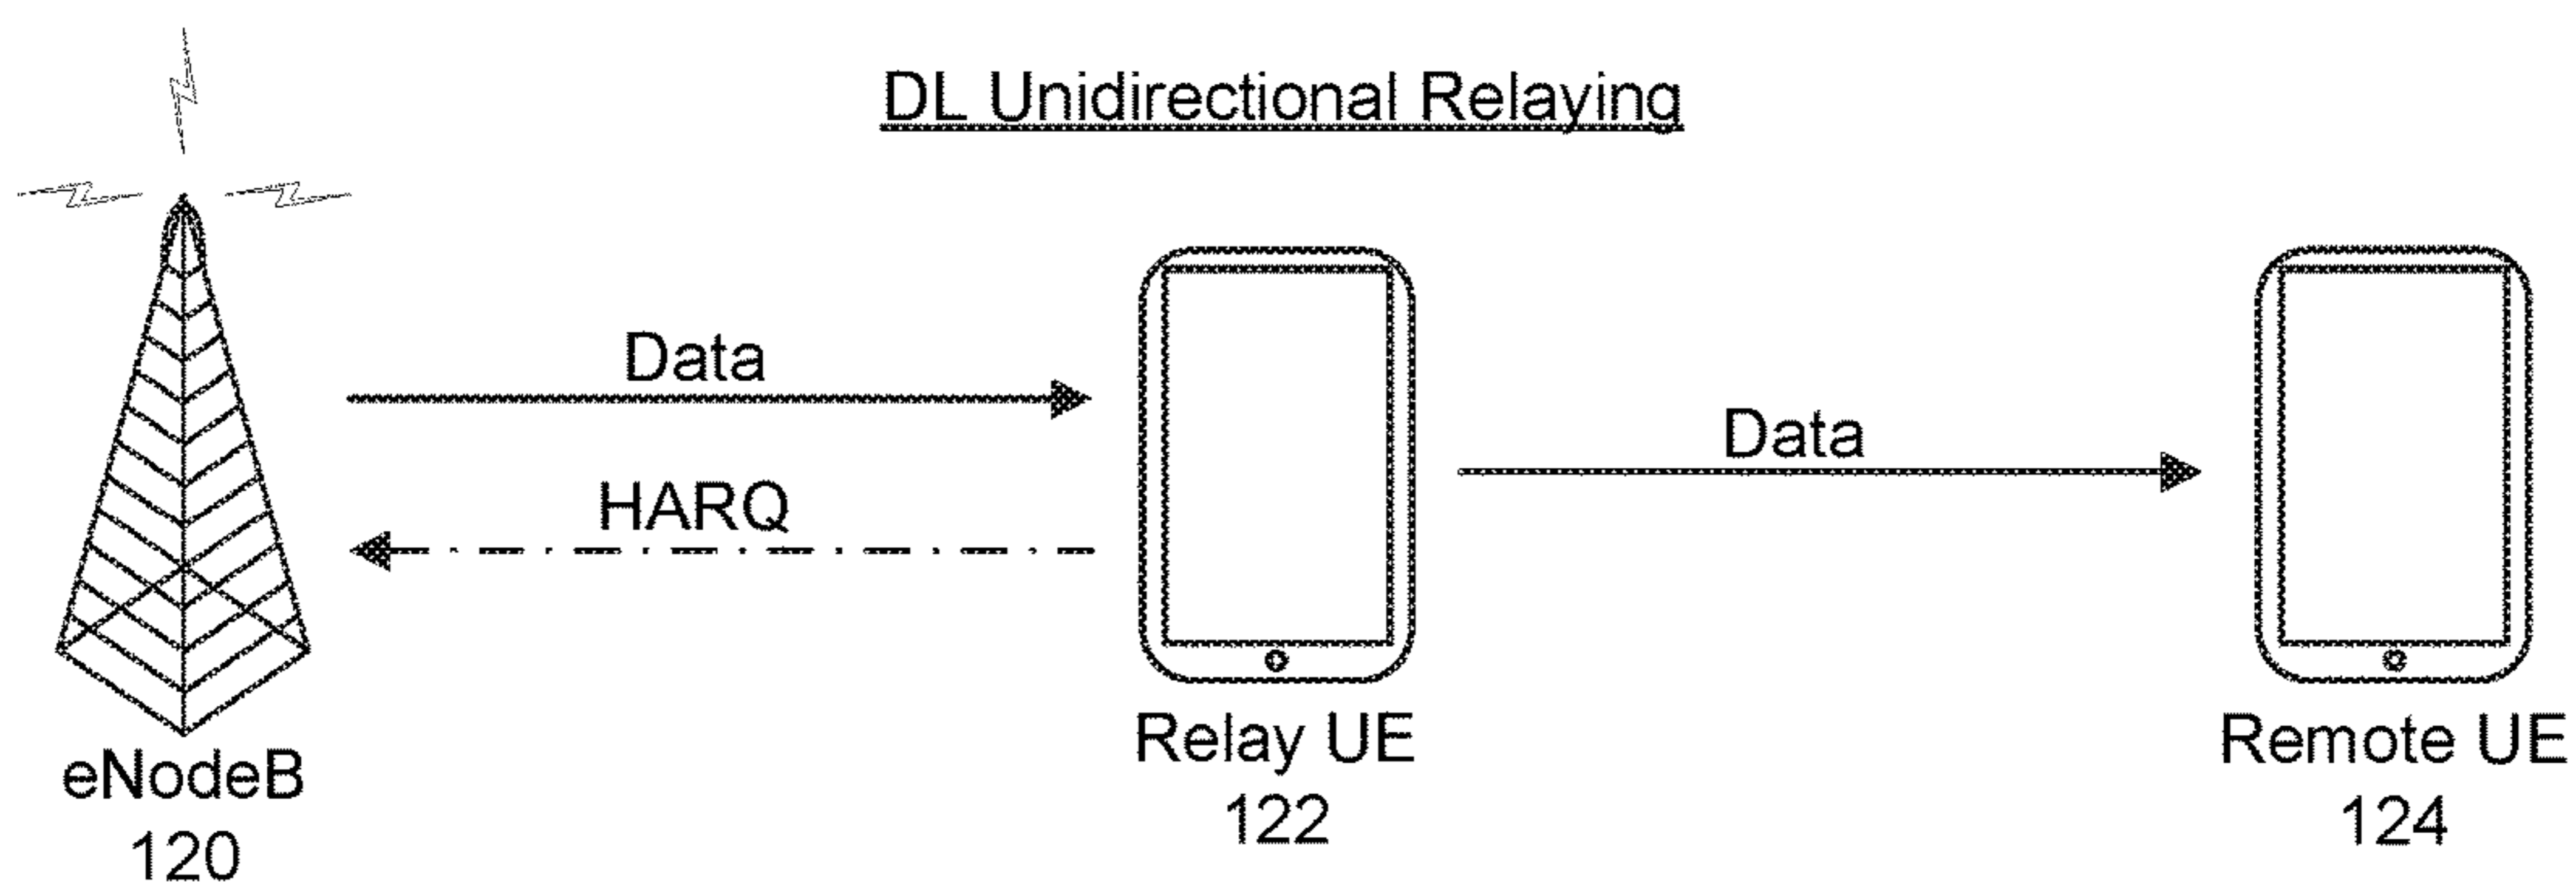 DL Unidirectional Relaying
Data
HARQ
Data
eNodeB
120
Relay UE
122
Remote UE
124